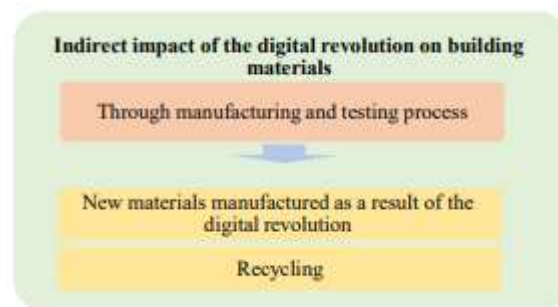 Indirect impact of the digital revolution on building
materials
Through manufacturing and testing process
New materials manufactured as a result of the
digital revolution
Recycling